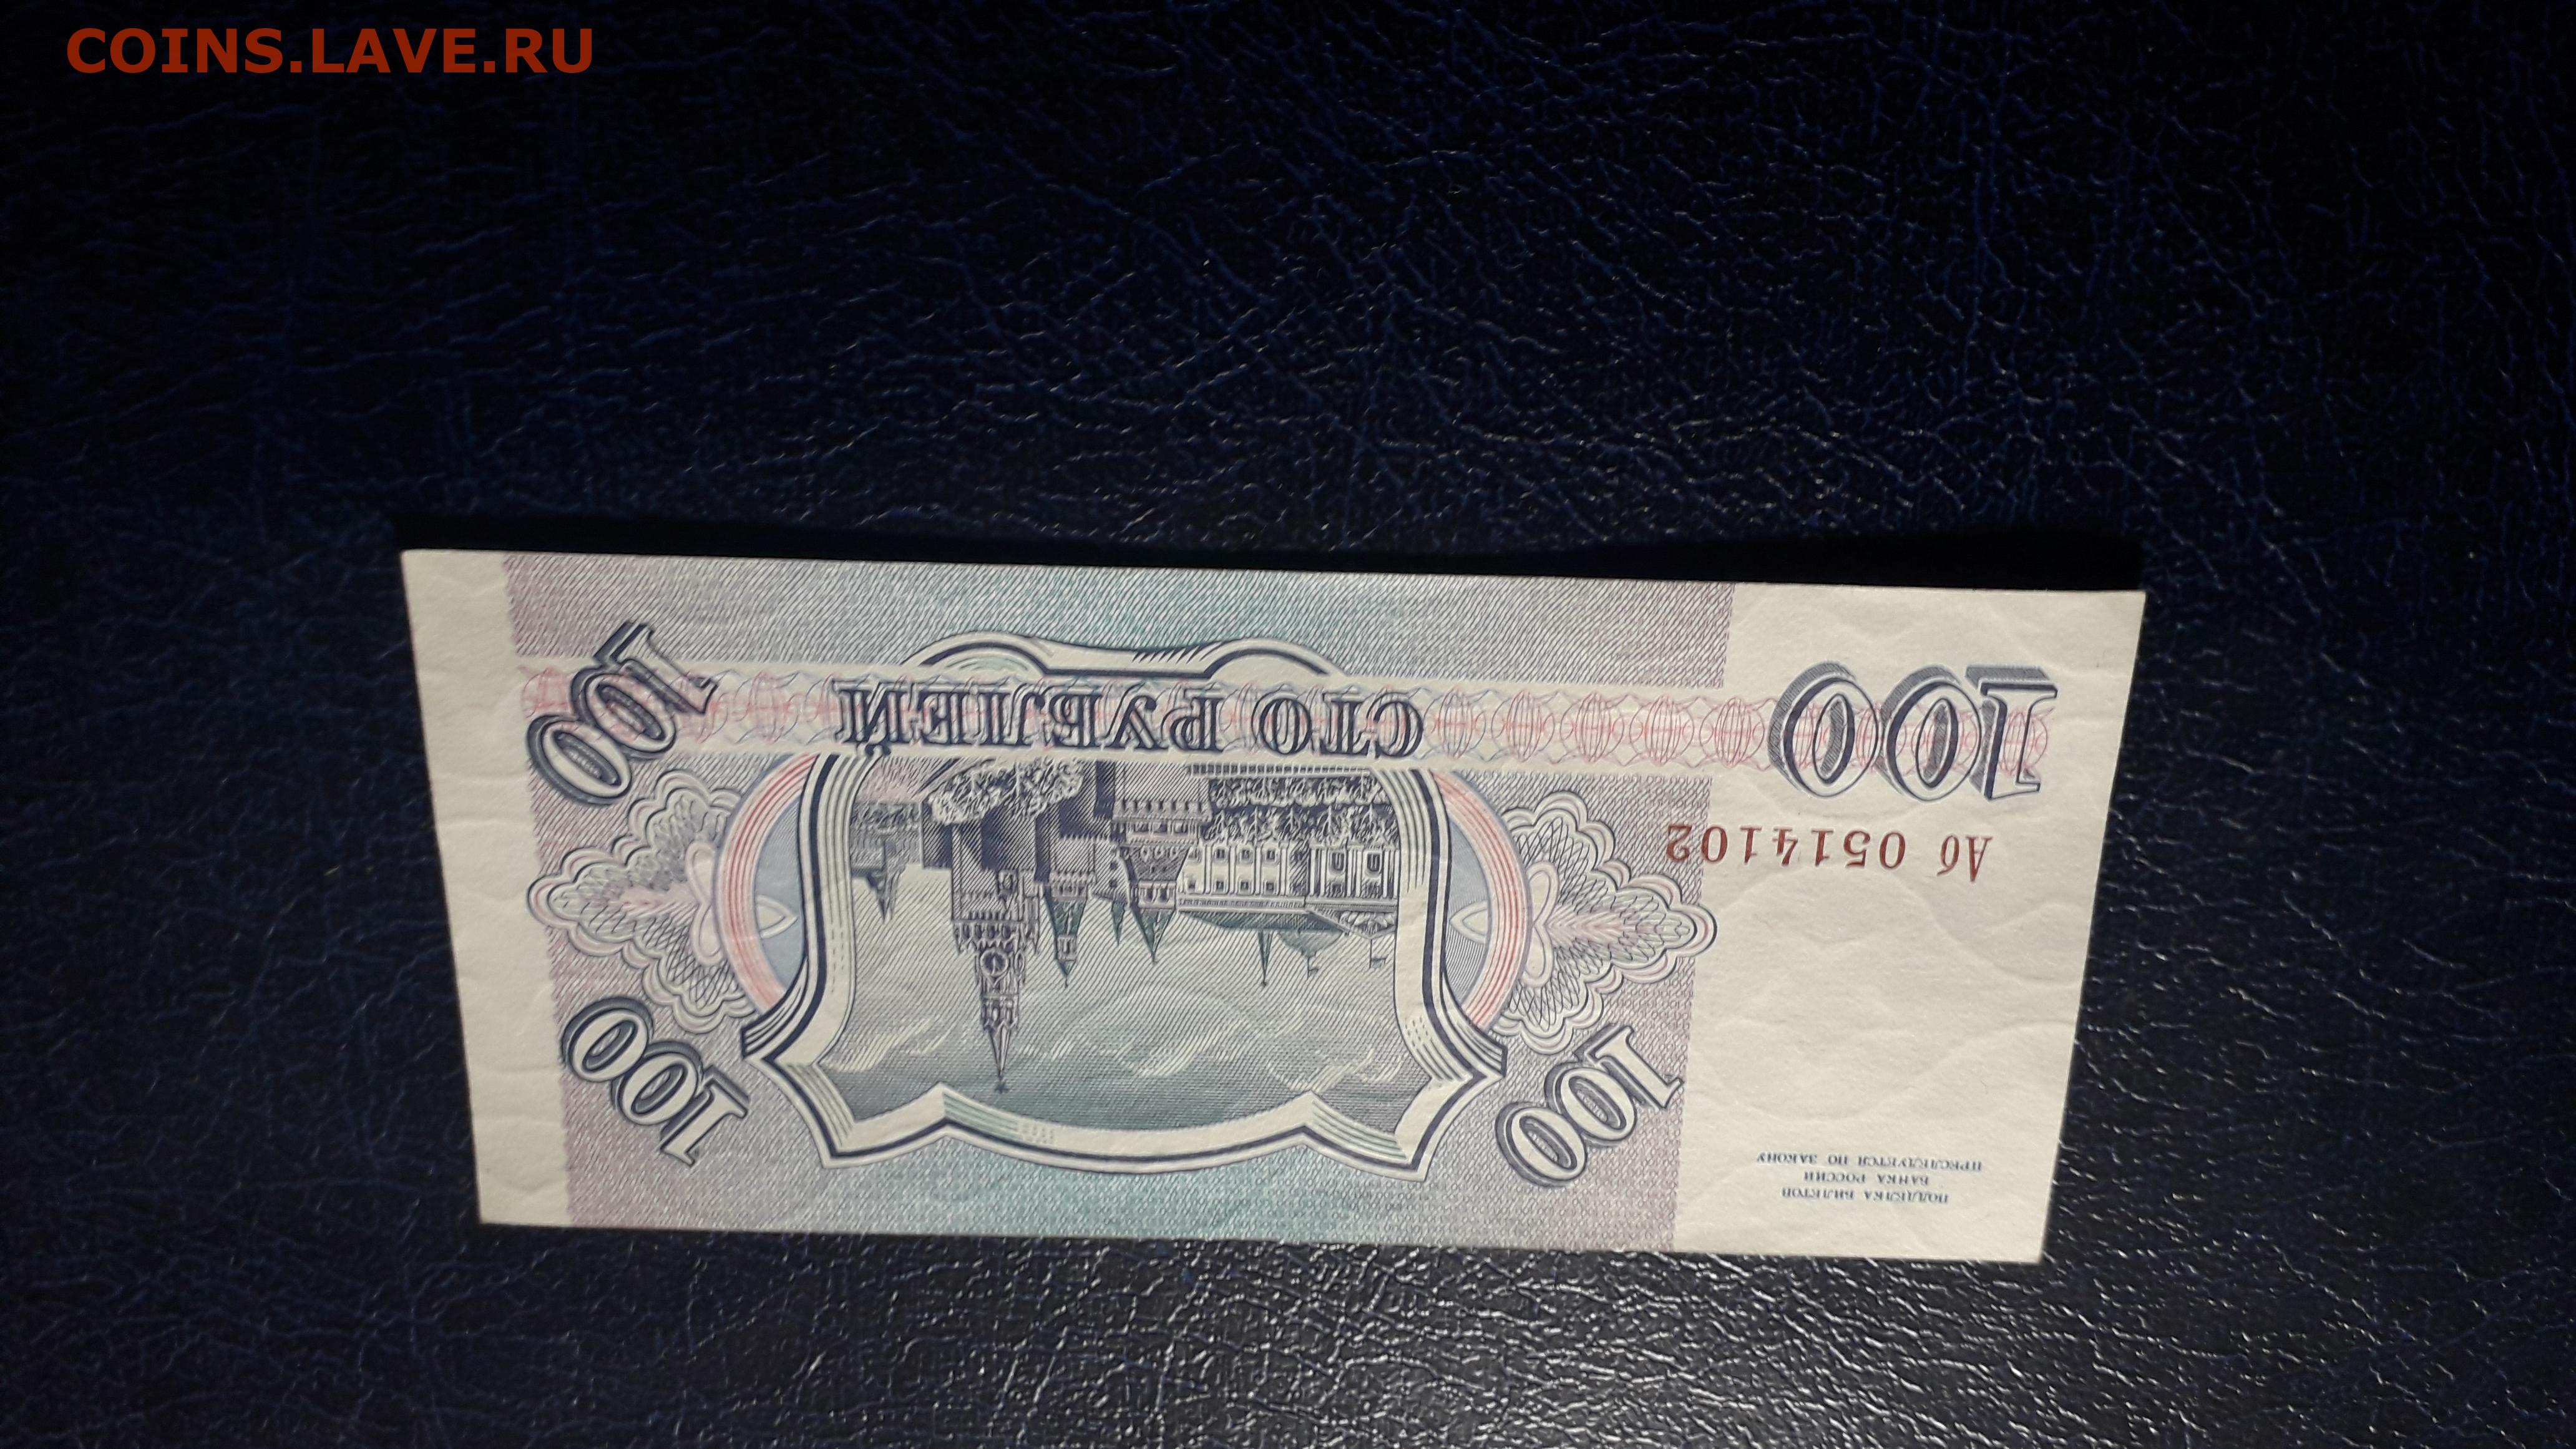 COINS.LAVE.RU
ПОДДЕЛКА БИЛЕТОВ
БАНКА РОССИИ
ПРЕСЛЕДУЕТСЯ ПО ЗАКОНУ
100
100
Аб 0514102
100
СТО РУБЛЕЙ
100